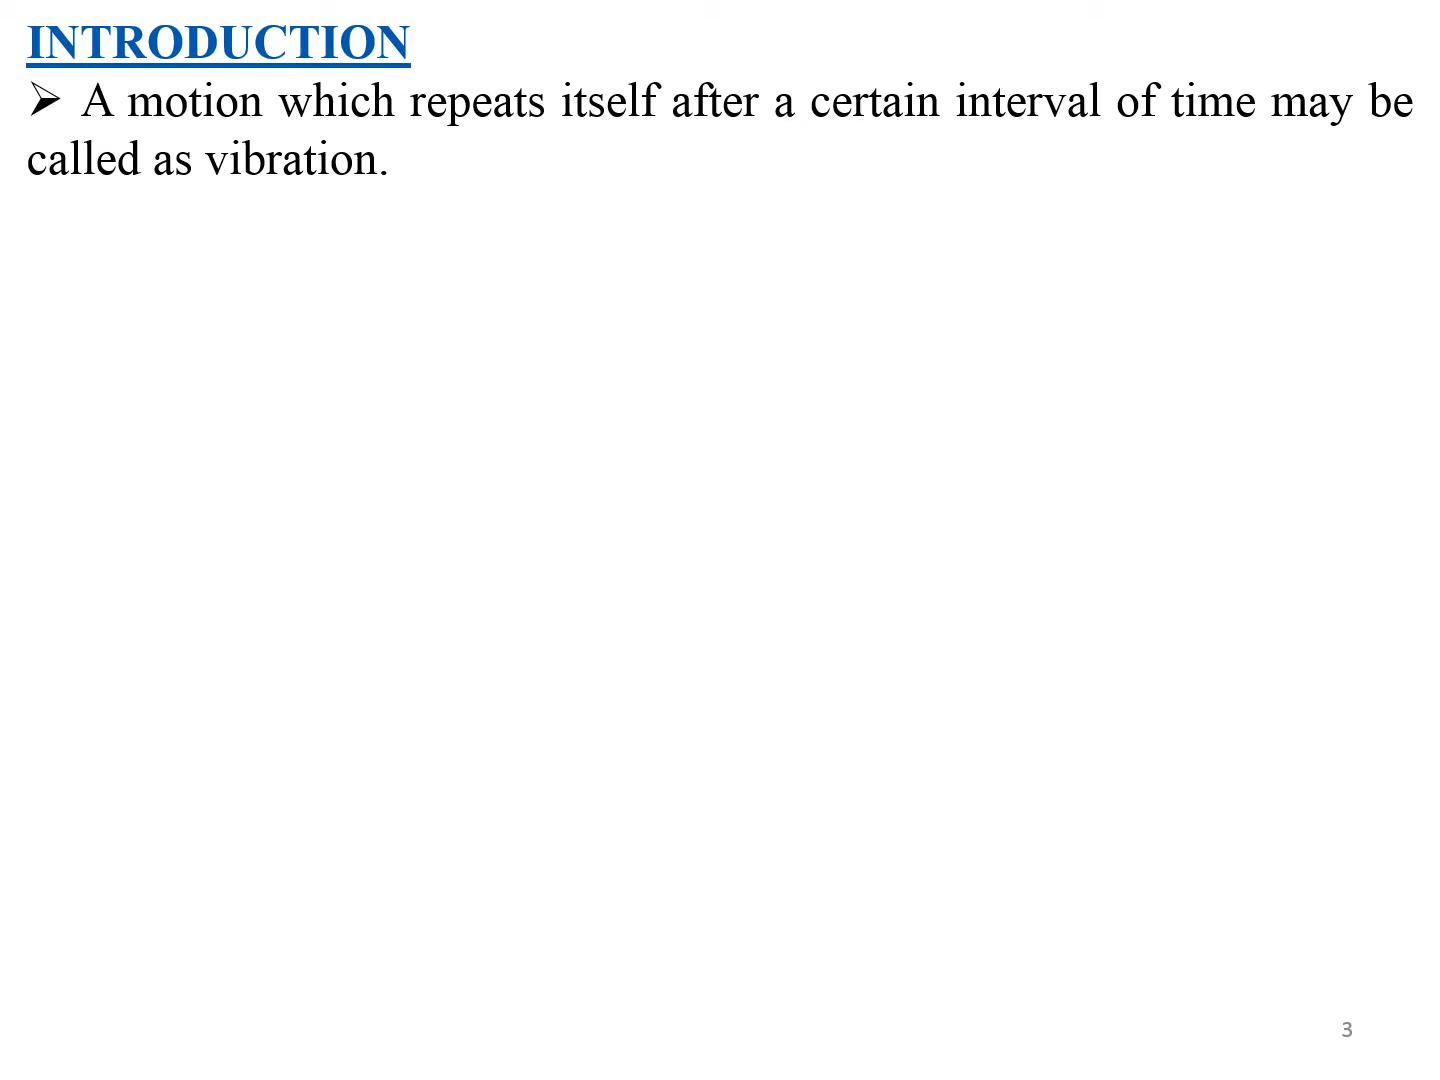 INTRODUCTION
➢ A motion which repeats itself after a certain interval of time may be
called as vibration.
3